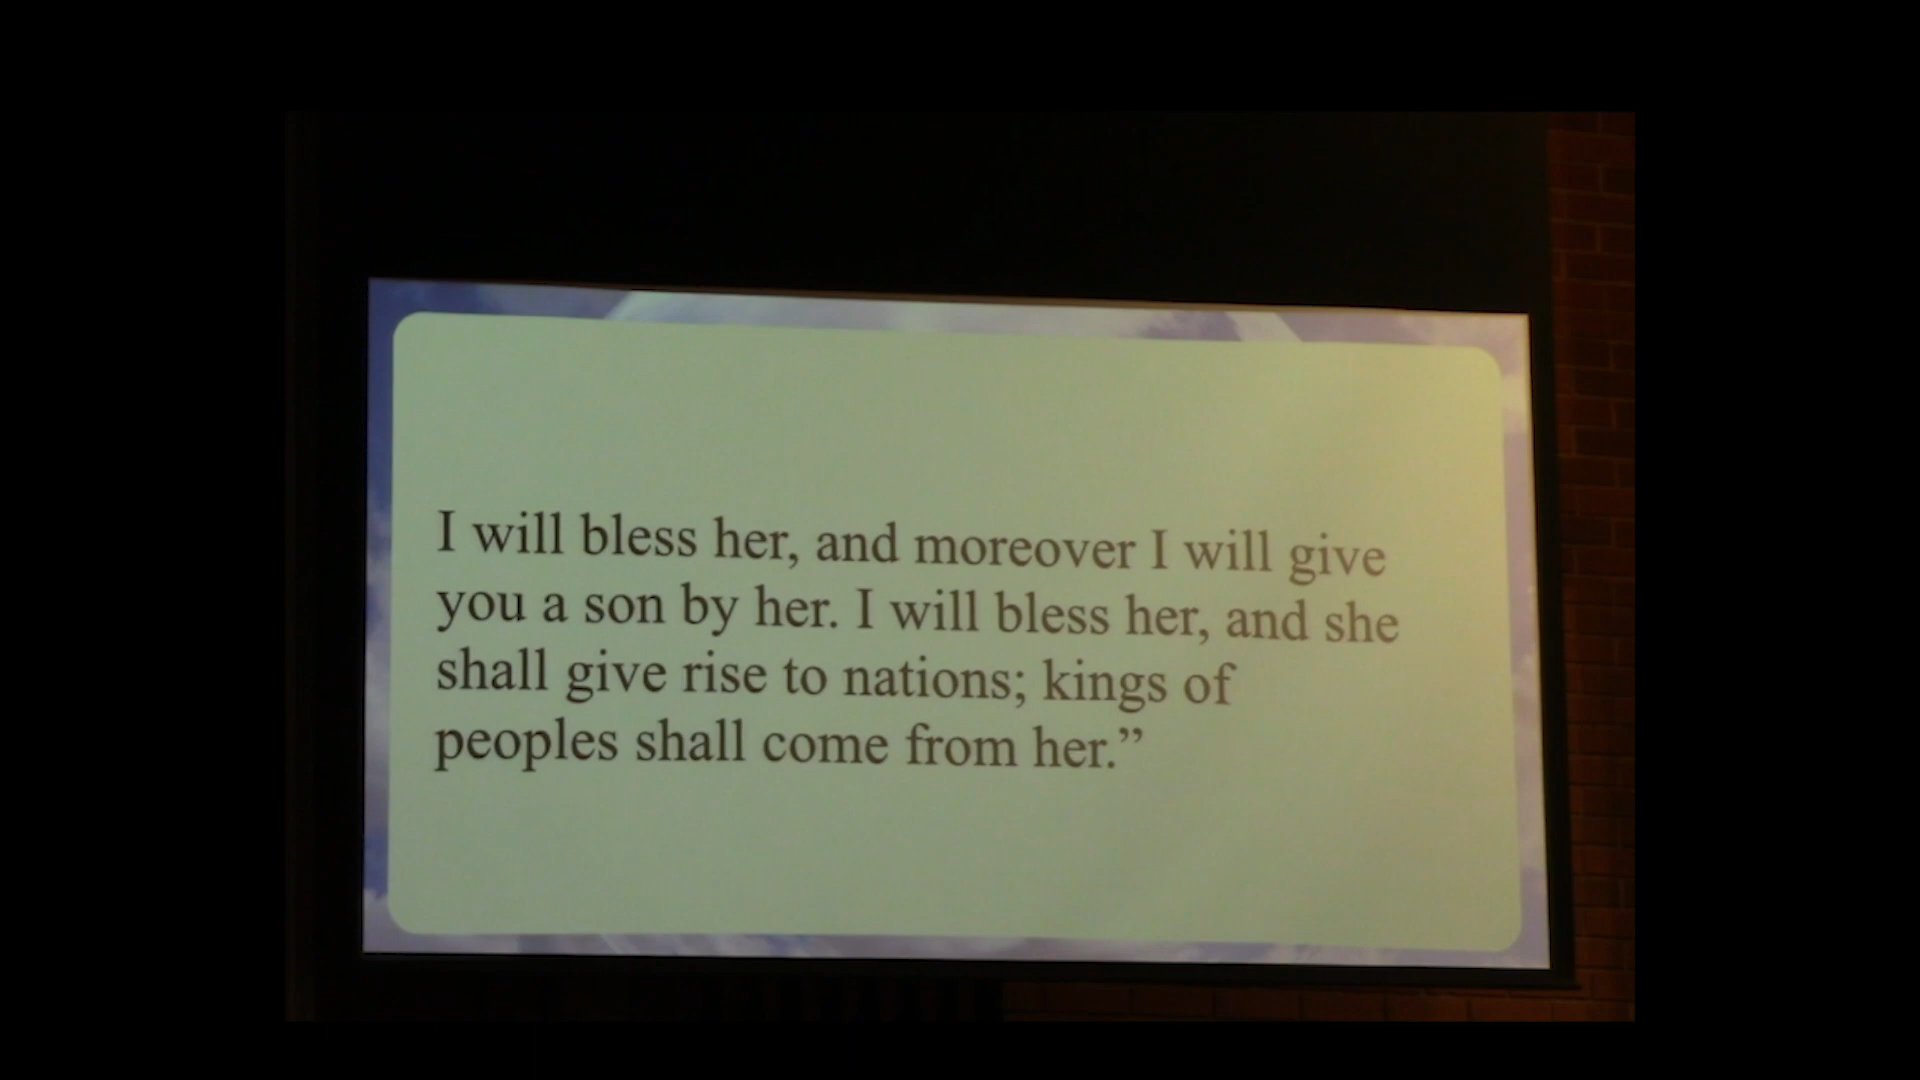 I will bless her, and moreover I will give
you a son by her. I will bless her, and she
shall give rise to nations; kings of
peoples shall come from her.”